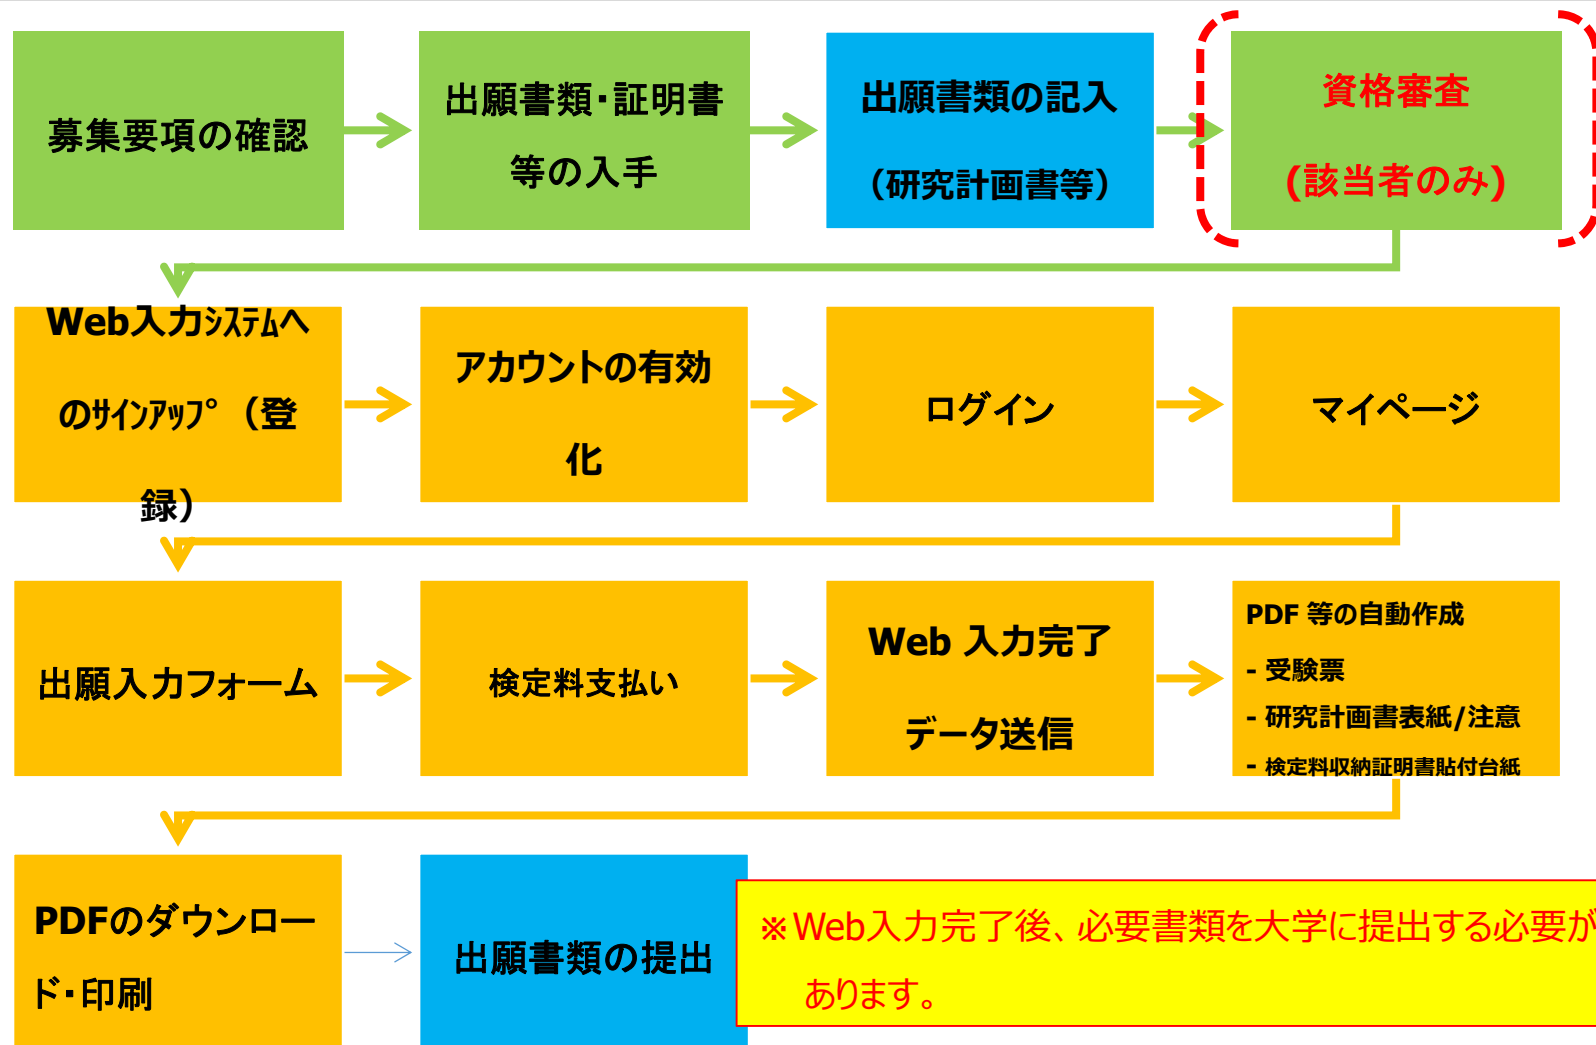 募集要項の確認
出願書類・証明書
等の入手
出願書類の記入
（研究計画書等）
資格審査
(該当者のみ)
Web入力ｼｽﾃﾑへ
のｻｲﾝｱｯﾌﾟ（登
録）
アカウントの有効
化
ログイン
マイページ
出願入力フォーム
検定料支払い
Web 入力完了
データ送信
PDF 等の自動作成
- 受験票
- 研究計画書表紙/注意
- 検定料収納証明書貼付台紙
PDFのダウンロー
ド・印刷
出願書類の提出
※Web入力完了後、必要書類を大学に提出する必要が
あります。